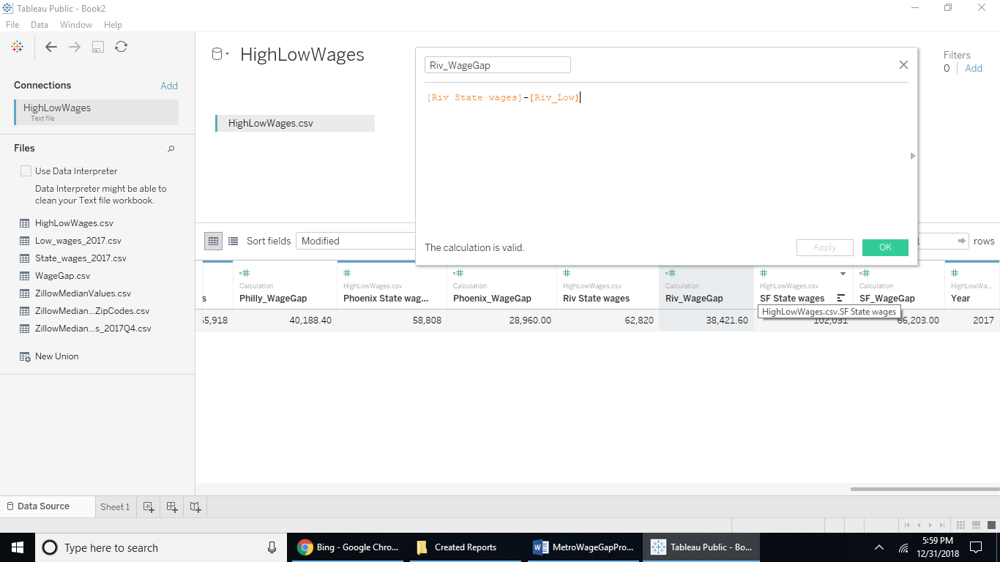 Tableau Public - Book2
File Data Window Help
HighLowWages
Connections
Add
HighLowWages
Text file
HighLowWages.csv
Files
Use Data Interpreter
Data Interpreter might be able to
clean your Text file workbook.
HighLowWages.csv
Low_wages_2017.csv
State_wages_2017.csv
WageGap.csv
ZillowMedianValues.csv
ZillowMedian...ZipCodes.csv
ZillowMedian...s_2017Q4.csv
New Union
Filters
0 Add
Riv_WageGap
[Riv State wages]-[Riv_Low]
The calculation is valid.
Apply OK
Sort fields Modified
rows
Calculation HighLowWages.csv Calculation HighLowWages.csv Calculation HighLowWages.csv Calculation HighLowWa...
s Philly_WageGap Phoenix State wag... Phoenix_WageGap Riv State wages Riv_WageGap SF State wages SF_WageGap Year
HighLowWages.csv.SF State wages
5,918 40,188.40 58,808 28,960.00 62,820 38,421.60 102,031 66,203.00 2017
Data Source Sheet 1
Type here to search
Bing - Google Chro...
Created Reports
MetroWageGapPro...
Tableau Public - Bo...
5:59 PM
12/31/2018